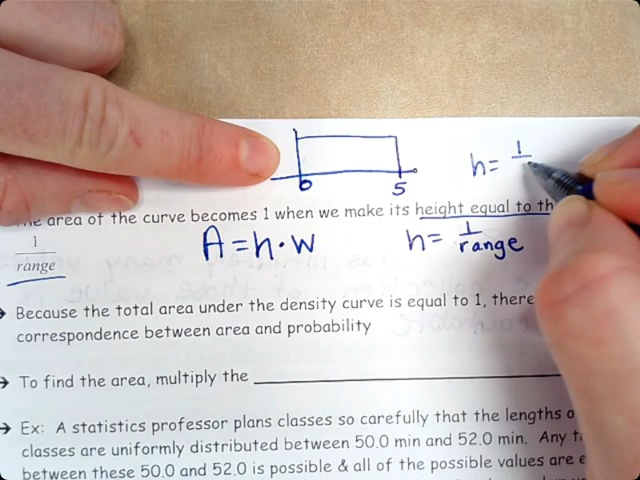 h = 1/
0 5
area of the curve becomes 1 when we make its height equal to th
1/range
A = h · W
h = 1/range
Because the total area under the density curve is equal to 1, there
correspondence between area and probability
To find the area, multiply the
Ex: A statistics professor plans classes so carefully that the lengths o
classes are uniformly distributed between 50.0 min and 52.0 min. Any
between these 50.0 and 52.0 is possible & all of the possible values are